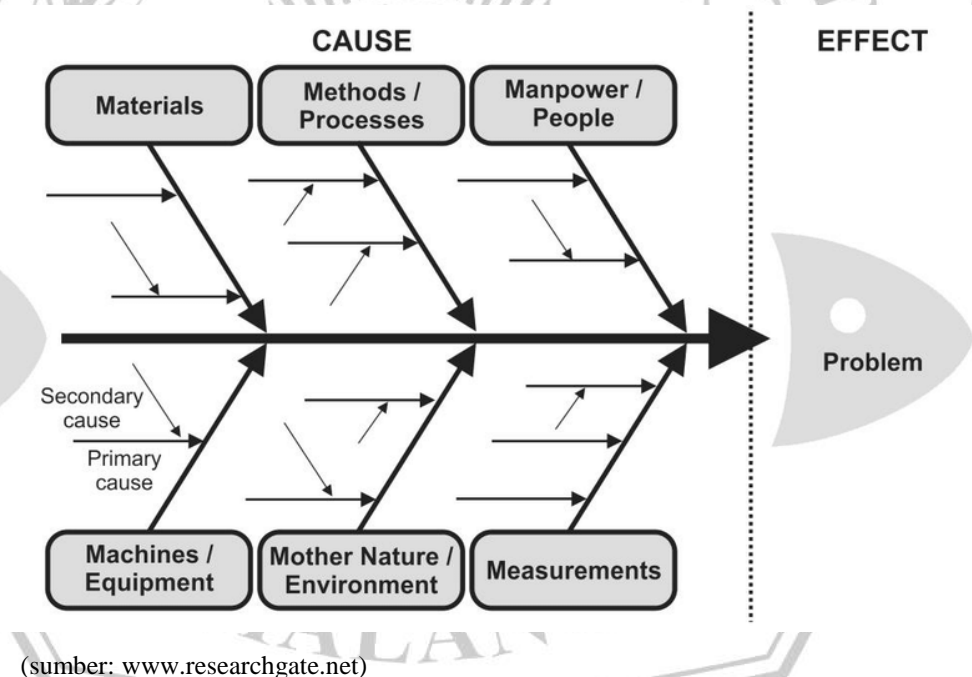 CAUSE
EFFECT
Materials
Methods /
Processes
Manpower /
People
Problem
Secondary
cause
Primary
cause
Machines /
Equipment
Mother Nature /
Environment
Measurements
(sumber: www.researchgate.net)